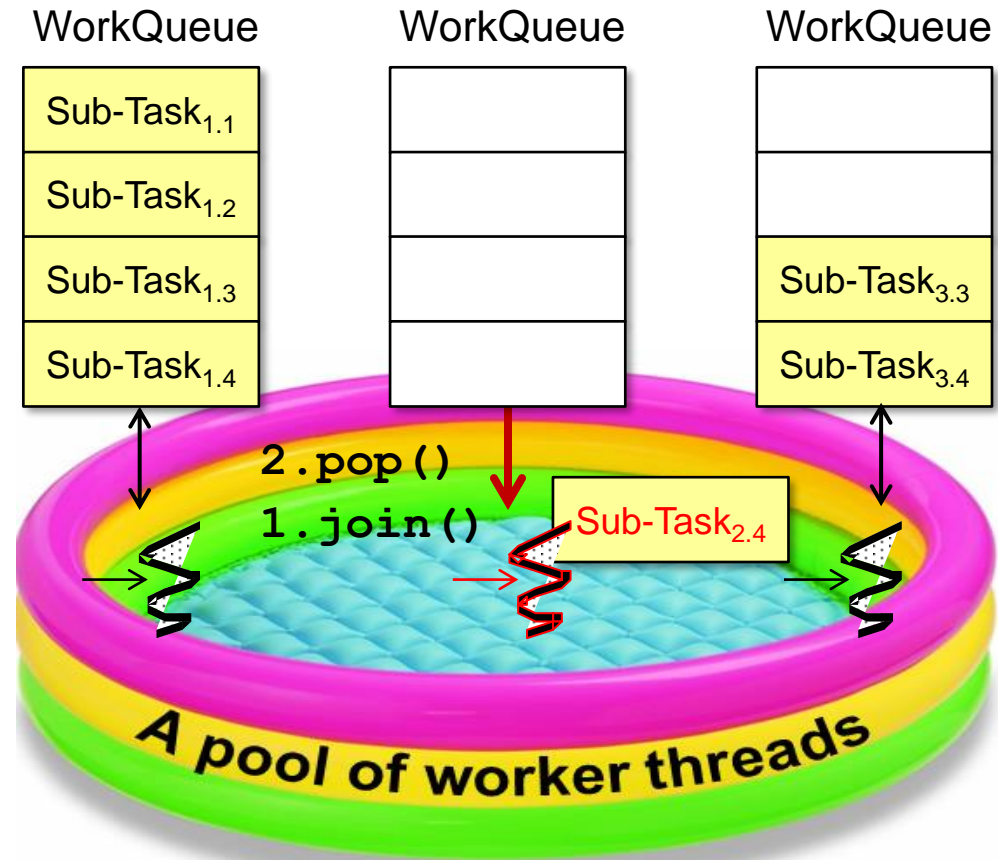 WorkQueue WorkQueue WorkQueue
Sub-Task1.1
Sub-Task1.2
Sub-Task1.3 Sub-Task3.3
Sub-Task1.4 Sub-Task3.4
2.pop()
1.join() Sub-Task2.4
A pool of worker threads